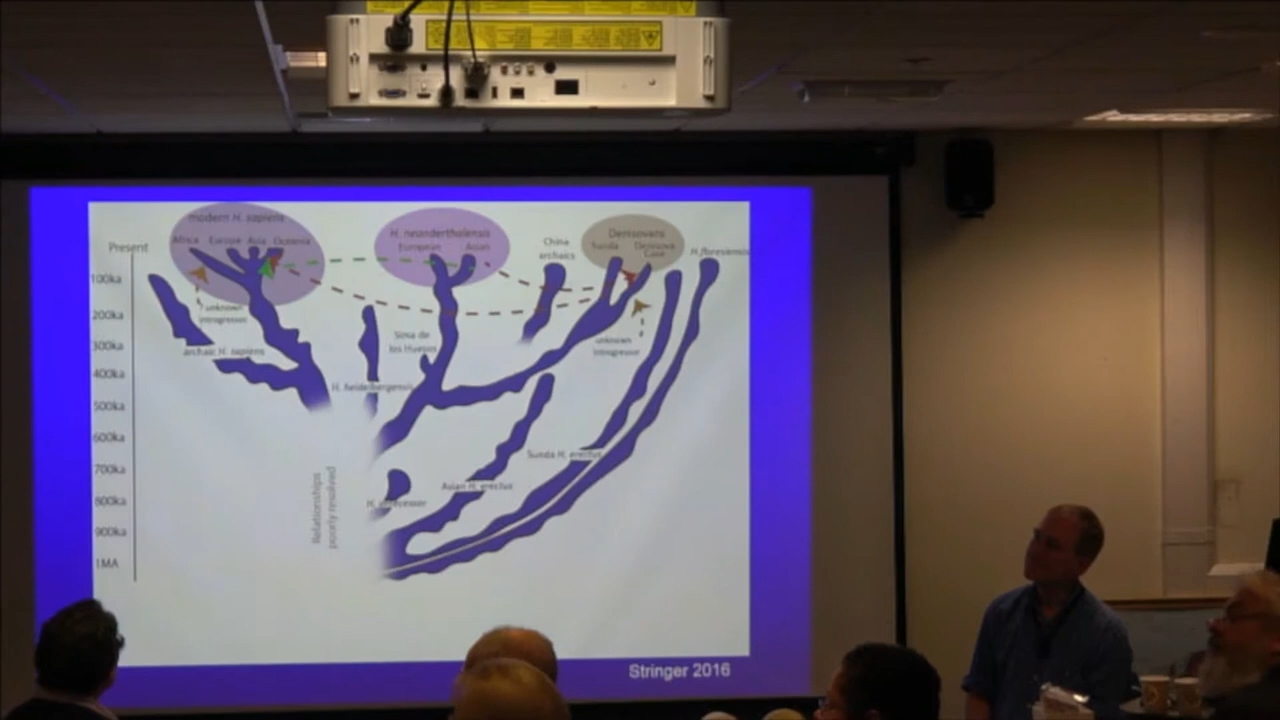 modern H. sapiens
Africa Europe Asia Oceania
H. neanderthalensis
European Asian
China
archaics
Denisovans
Sunda Denisova
Cave
H. floresiensis
Present
100ka
200ka
300ka
400ka
500ka
600ka
700ka
800ka
900ka
1MA
? unknown
introgression
archaic H. sapiens
Sima de
los Huesos
H. heidelbergensis
unknown
introgression
Sunda H. erectus
Asian H. erectus
H. antecessor
Relationships
poorly resolved
Stringer 2016